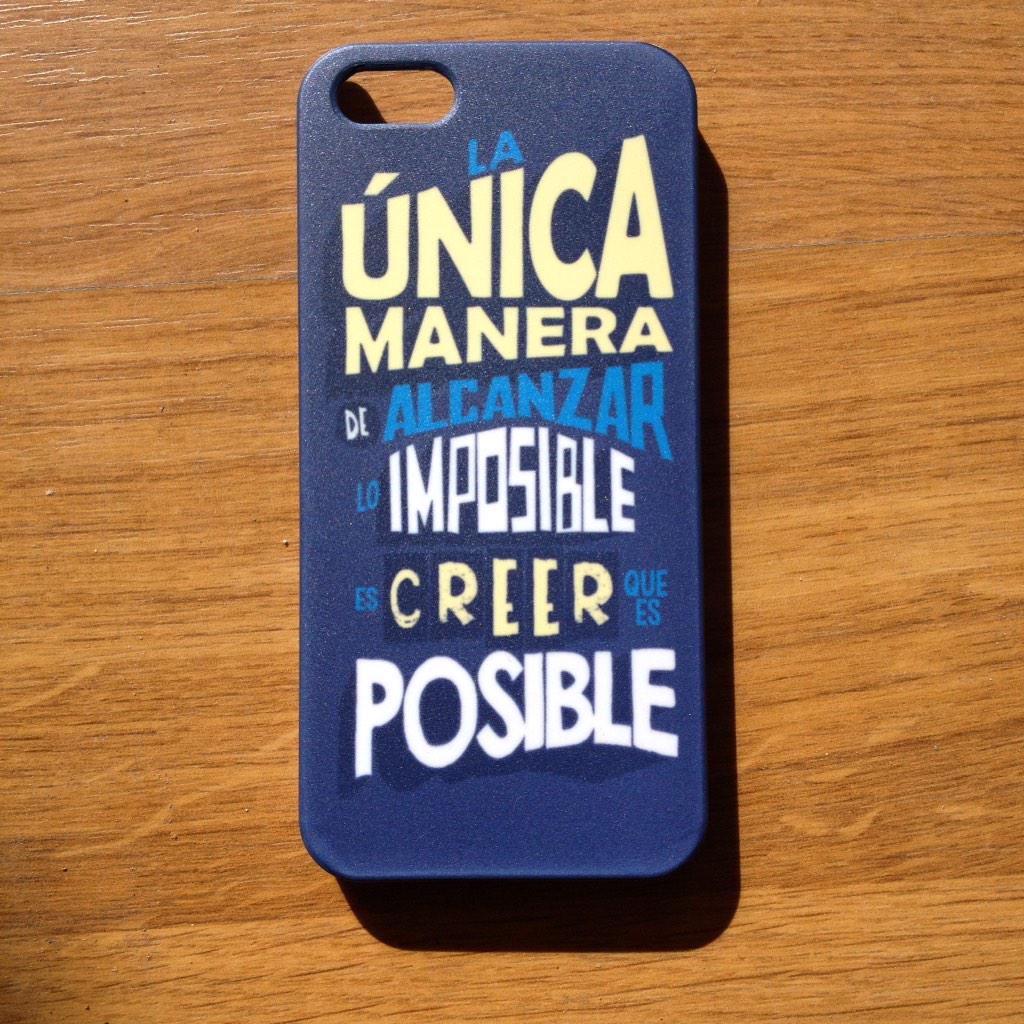 LA
ÚNICA
MANERA
DE ALCANZAR
LO IMPOSIBLE
ES CREER QUE ES
POSIBLE